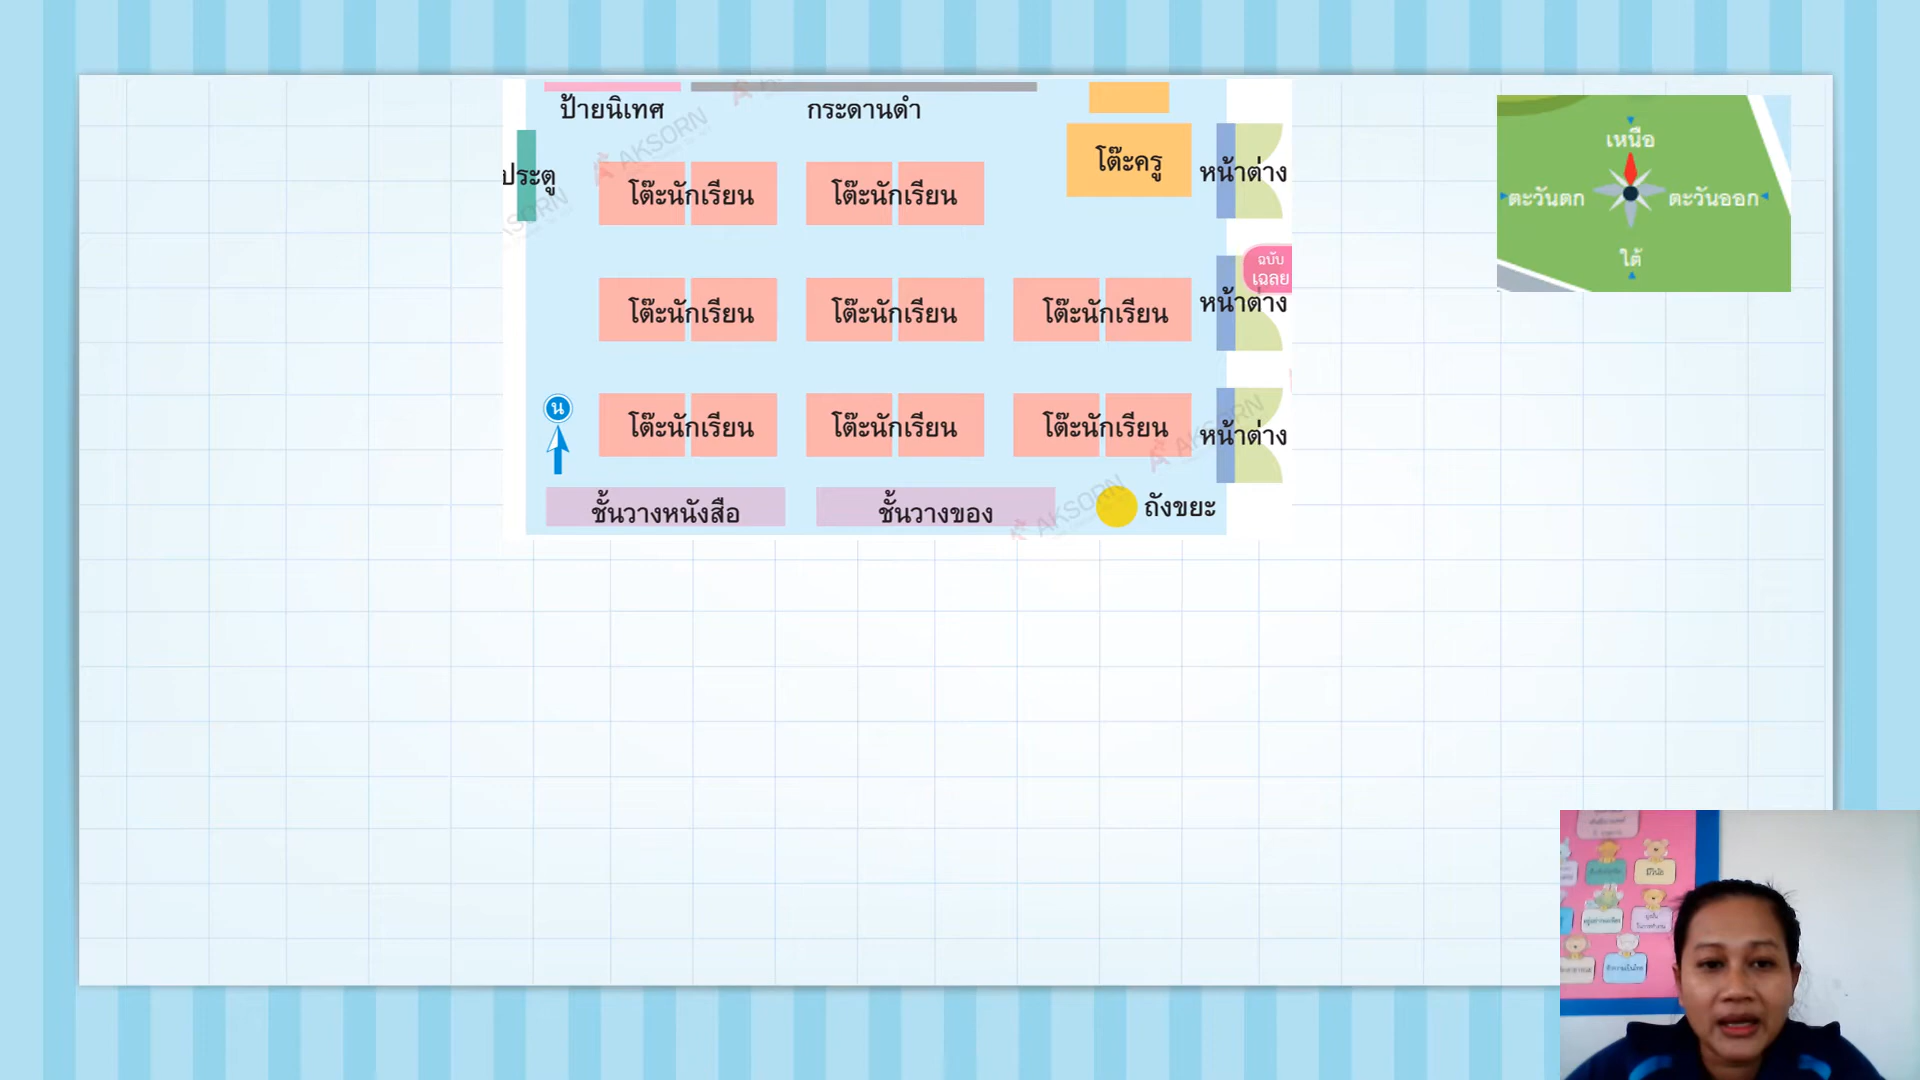 ป้ายนิเทศ
กระดานดำ
ประตู
โต๊ะนักเรียน
โต๊ะนักเรียน
โต๊ะครู
หน้าต่าง
โต๊ะนักเรียน
โต๊ะนักเรียน
โต๊ะนักเรียน
หน้าต่าง
ฉบับ
เฉลย
น
โต๊ะนักเรียน
โต๊ะนักเรียน
โต๊ะนักเรียน
หน้าต่าง
ชั้นวางหนังสือ
ชั้นวางของ
ถังขยะ
AKSORN
AKSORN
AKSORN
เหนือ
ตะวันตก
ตะวันออก
ใต้